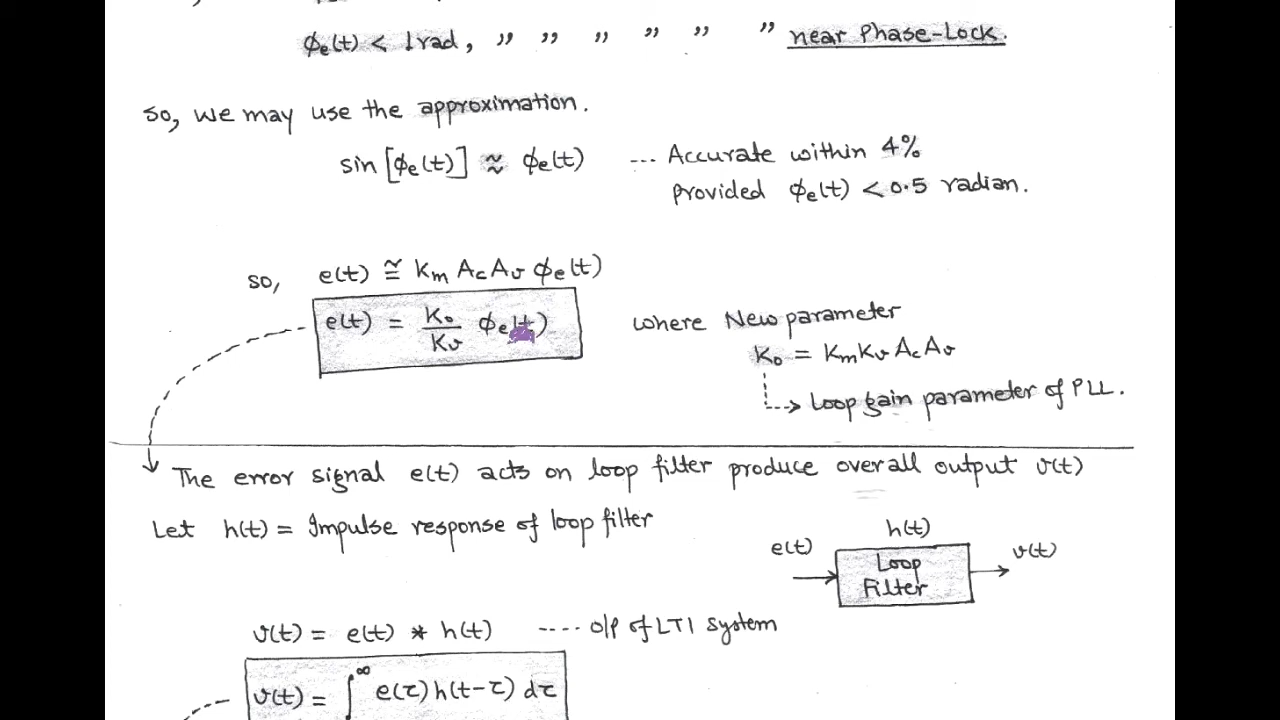 ϕe(t) < 1rad, ” ” ” ” ” ” near Phase-Lock.
so, we may use the approximation.
sin [ϕe(t)] ≈ ϕe(t) --- Accurate within 4%
provided ϕe(t) < 0.5 radian.
so, e(t) ≅ Km Ac Av ϕe(t)
e(t) = Ko/Kv ϕe(t) where New parameter
Ko = Km Kv Ac Av
Loop gain parameter of PLL.
The error signal e(t) acts on loop filter produce overall output v(t)
Let h(t) = Impulse response of loop filter
h(t)
e(t) Loop Filter v(t)
v(t) = e(t) * h(t) ---- o/p of LTI system
v(t) = ∫ ∞ e(τ) h(t-τ) dτ